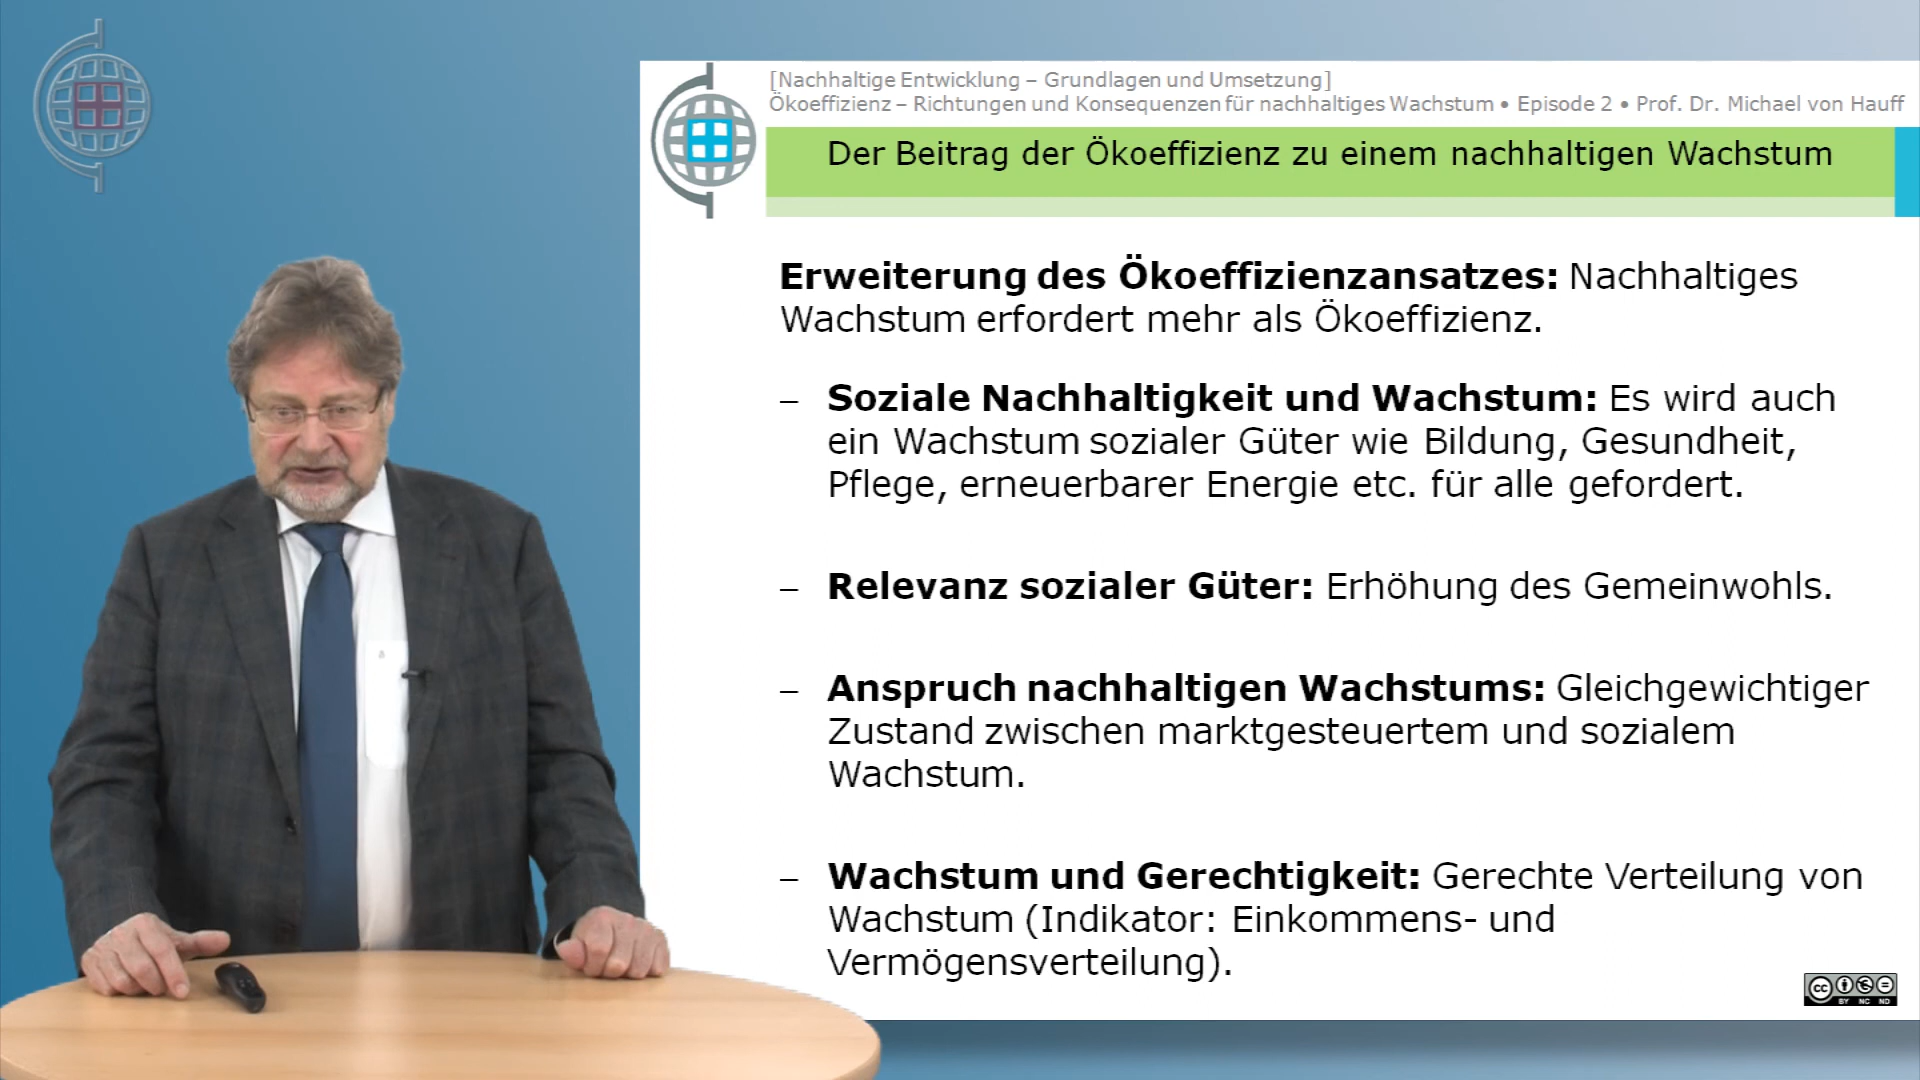 [Nachhaltige Entwicklung – Grundlagen und Umsetzung]
Ökoeffizienz – Richtungen und Konsequenzen für nachhaltiges Wachstum • Episode 2 • Prof. Dr. Michael von Hauff
Der Beitrag der Ökoeffizienz zu einem nachhaltigen Wachstum
Erweiterung des Ökoeffizienzansatzes: Nachhaltiges
Wachstum erfordert mehr als Ökoeffizienz.
– Soziale Nachhaltigkeit und Wachstum: Es wird auch
ein Wachstum sozialer Güter wie Bildung, Gesundheit,
Pflege, erneuerbarer Energie etc. für alle gefordert.
– Relevanz sozialer Güter: Erhöhung des Gemeinwohls.
– Anspruch nachhaltigen Wachstums: Gleichgewichtiger
Zustand zwischen marktgesteuertem und sozialem
Wachstum.
– Wachstum und Gerechtigkeit: Gerechte Verteilung von
Wachstum (Indikator: Einkommens- und
Vermögensverteilung).
cc
BY NC ND